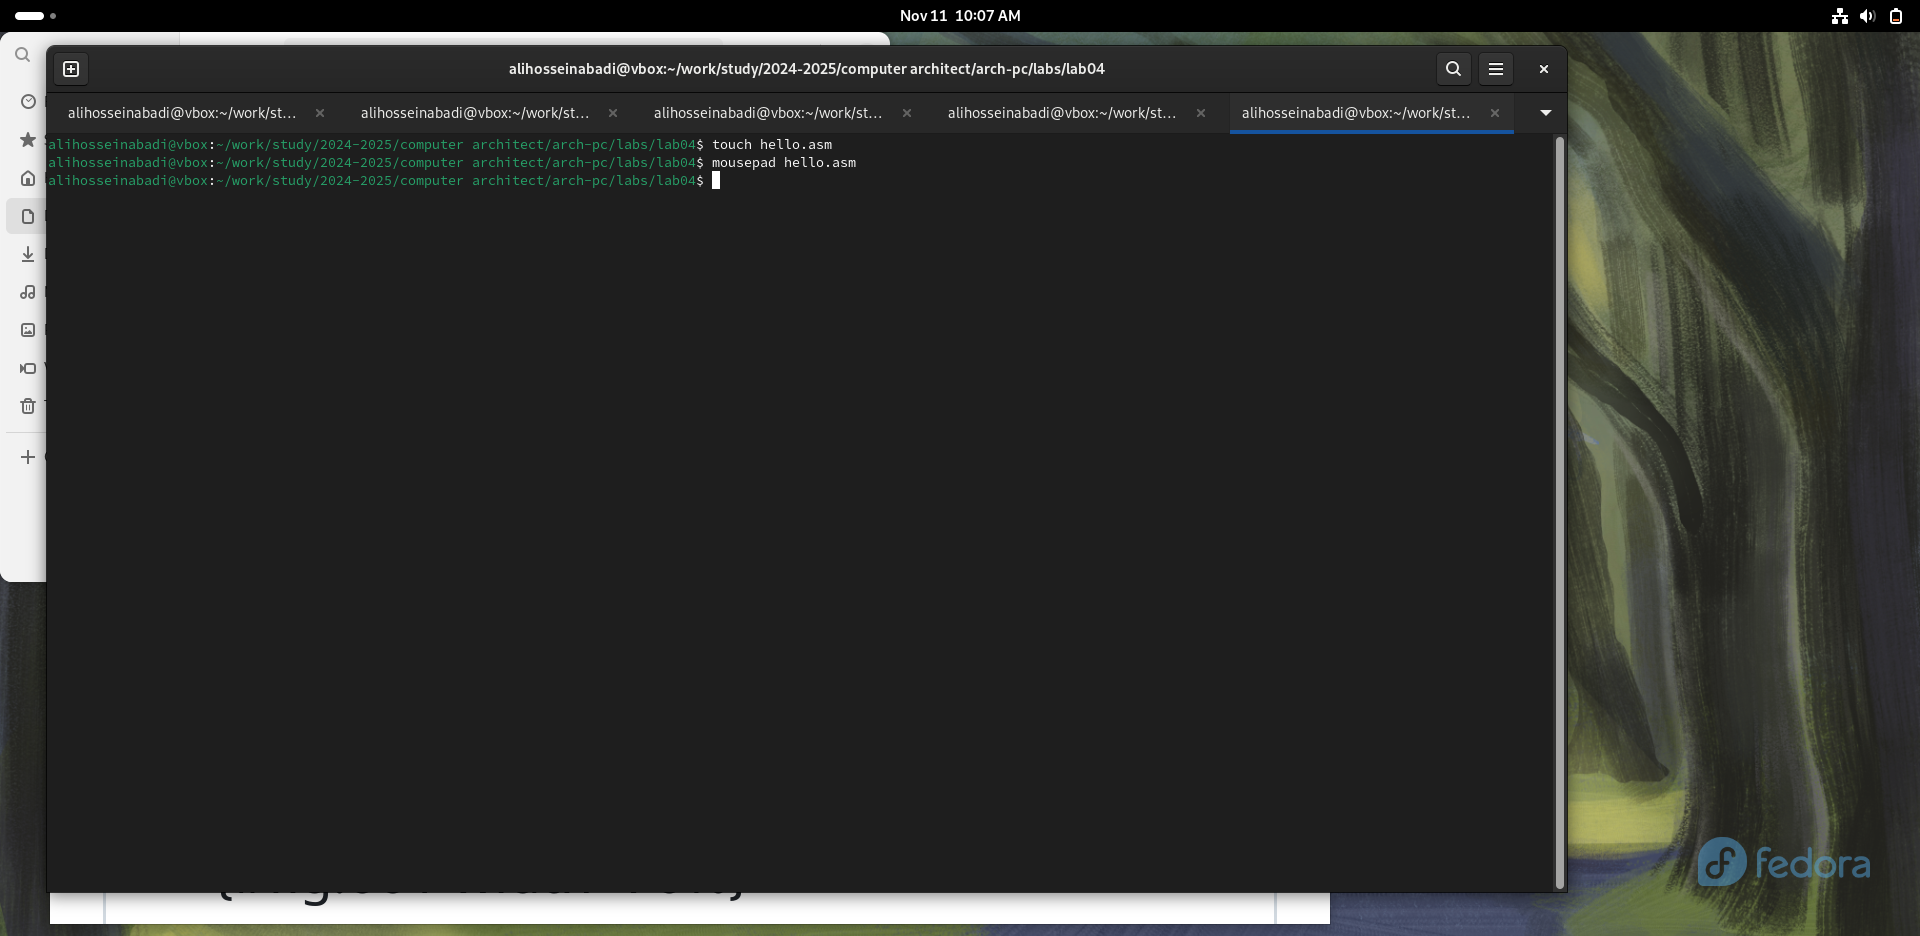 Nov 11 10:07 AM
alihosseinabadi@vbox:~/work/study/2024-2025/computer architect/arch-pc/labs/lab04
alihosseinabadi@vbox:~/work/st... alihosseinabadi@vbox:~/work/st... alihosseinabadi@vbox:~/work/st... alihosseinabadi@vbox:~/work/st... alihosseinabadi@vbox:~/work/st...
alihosseinabadi@vbox:~/work/study/2024-2025/computer architect/arch-pc/labs/lab04$ touch hello.asm
alihosseinabadi@vbox:~/work/study/2024-2025/computer architect/arch-pc/labs/lab04$ mousepad hello.asm
alihosseinabadi@vbox:~/work/study/2024-2025/computer architect/arch-pc/labs/lab04$
fedora